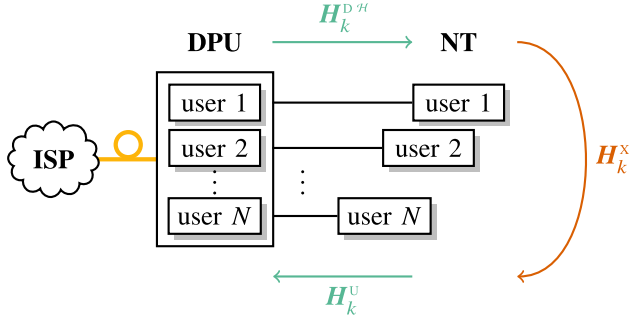 H_k^{D ℋ}
DPU
NT
user 1
user 1
ISP
user 2
user 2
H_k^X
⋮
⋮
user N
user N
H_k^U